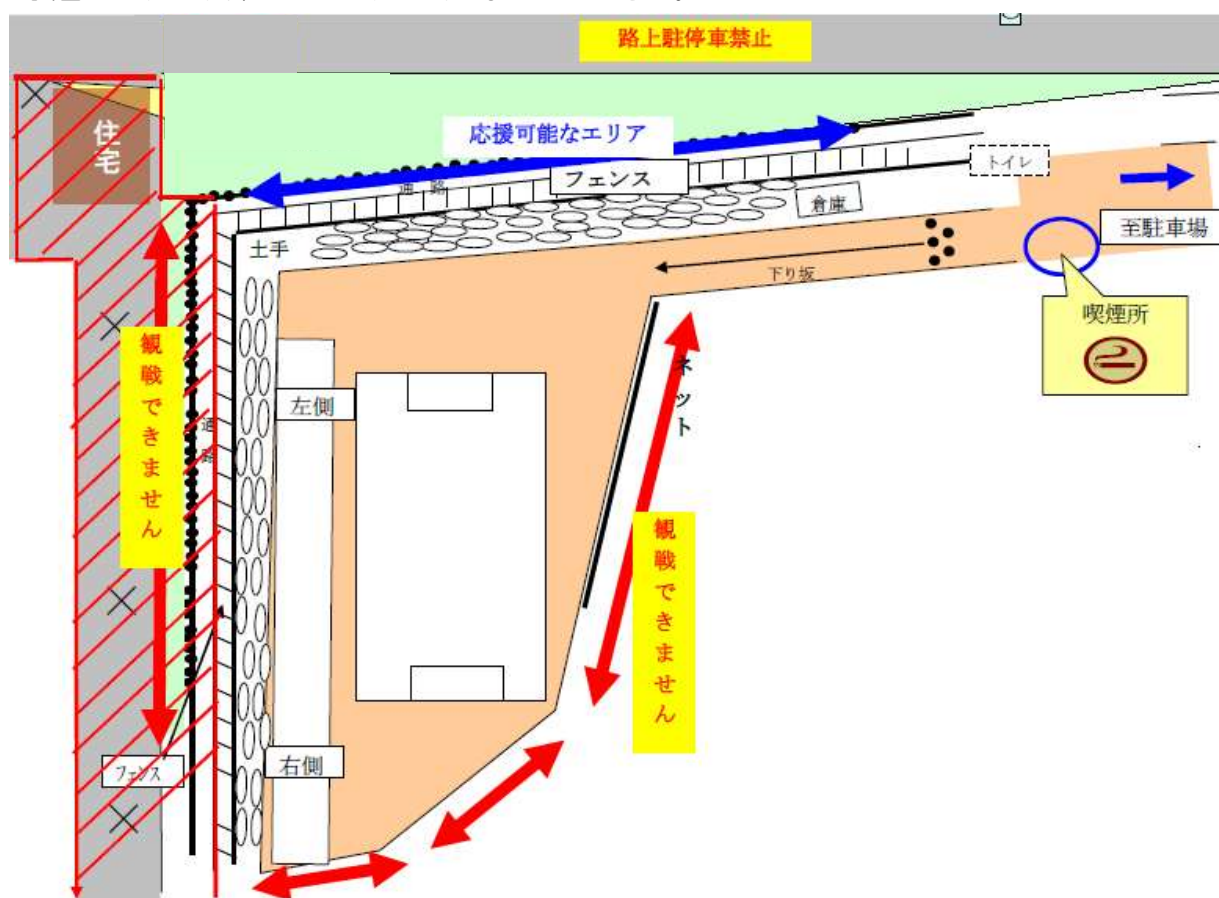 路上駐停車禁止
住宅
応援可能なエリア
通路
フェンス
トイレ
倉庫
至駐車場
土手
下り坂
喫煙所
観戦できません
左側
ネット
通路
観戦できません
右側
フェンス